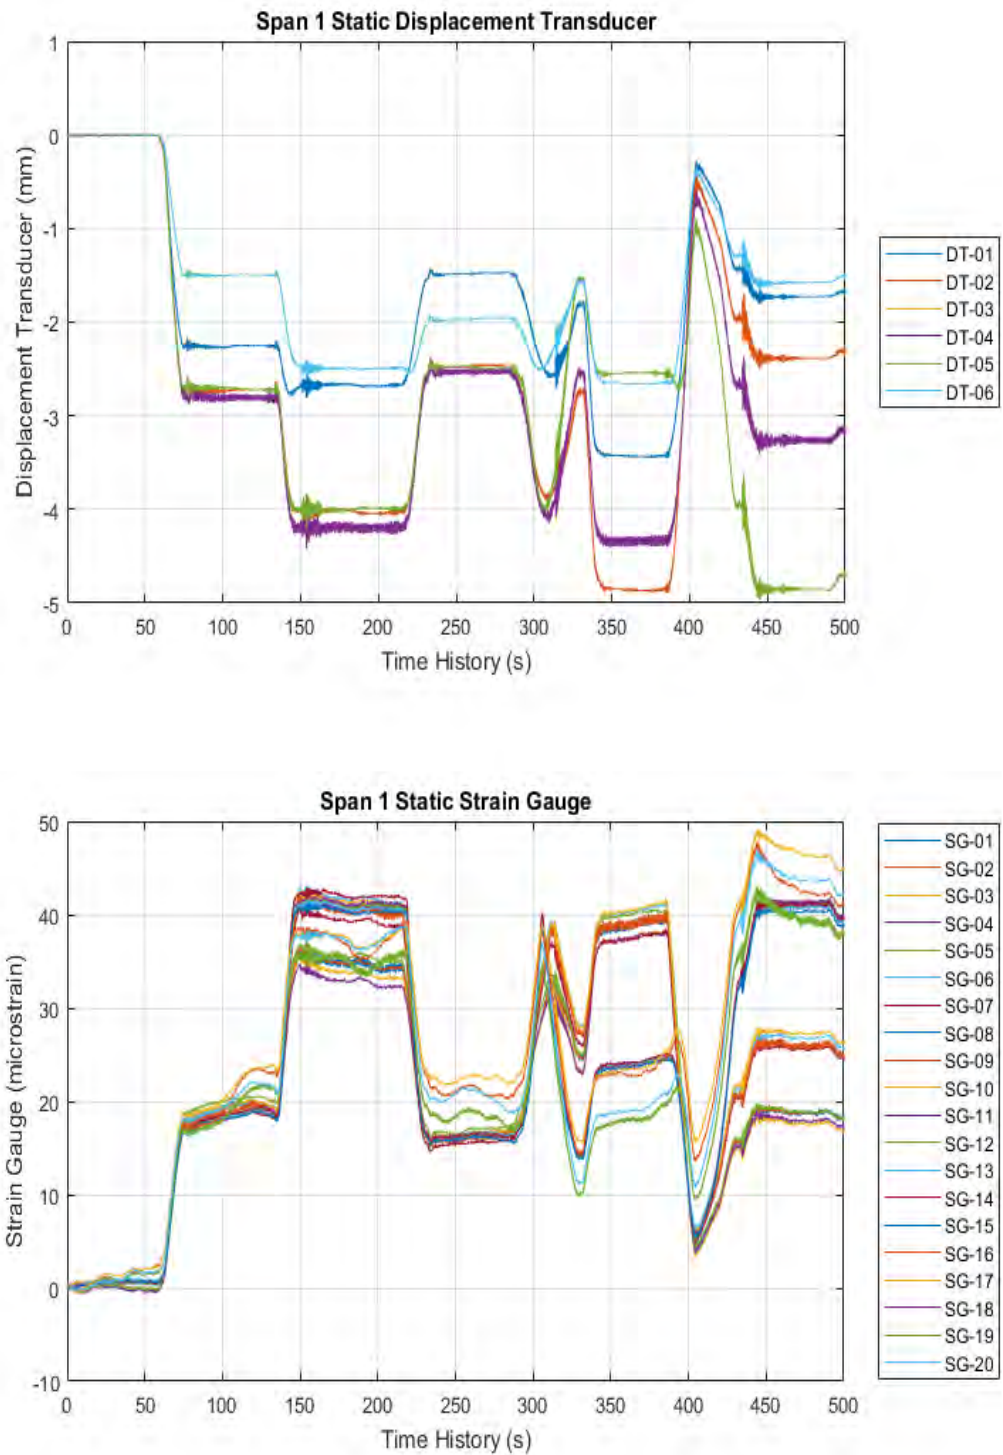 Span 1 Static Displacement Transducer
1
0
-1
-2
-3
-4
-5
Displacement Transducer (mm)
0 50 100 150 200 250 300 350 400 450 500
Time History (s)
DT-01
DT-02
DT-03
DT-04
DT-05
DT-06
Span 1 Static Strain Gauge
50
40
30
20
10
0
-10
Strain Gauge (microstrain)
0 50 100 150 200 250 300 350 400 450 500
Time History (s)
SG-01
SG-02
SG-03
SG-04
SG-05
SG-06
SG-07
SG-08
SG-09
SG-10
SG-11
SG-12
SG-13
SG-14
SG-15
SG-16
SG-17
SG-18
SG-19
SG-20